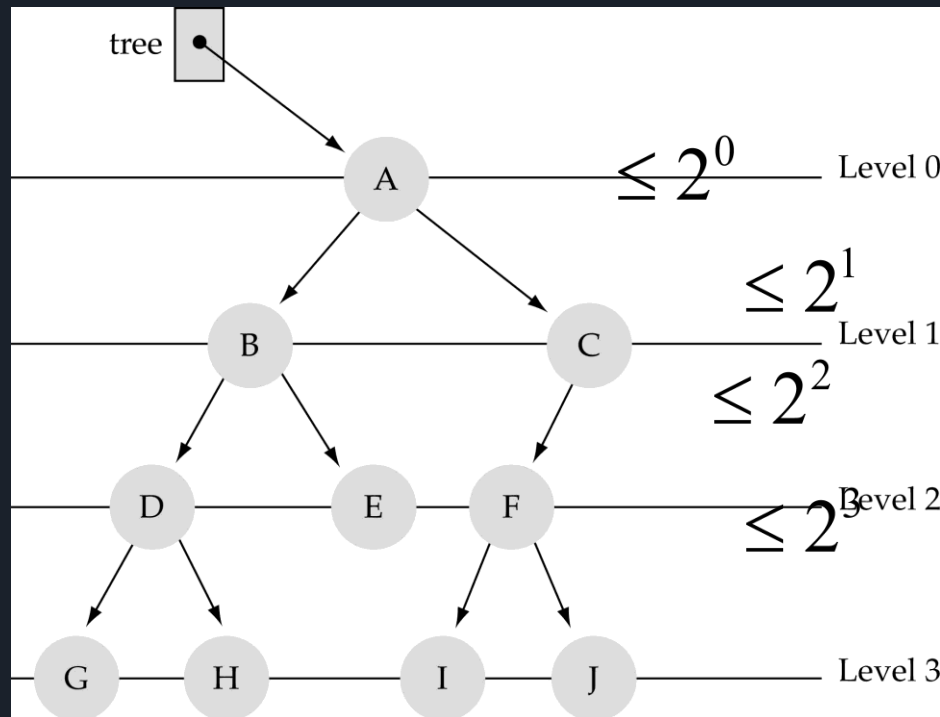 tree
A
≤ 2⁰
Level 0
≤ 2¹
B
C
Level 1
≤ 2²
D
E
F
Level 2
≤ 2³
G
H
I
J
Level 3